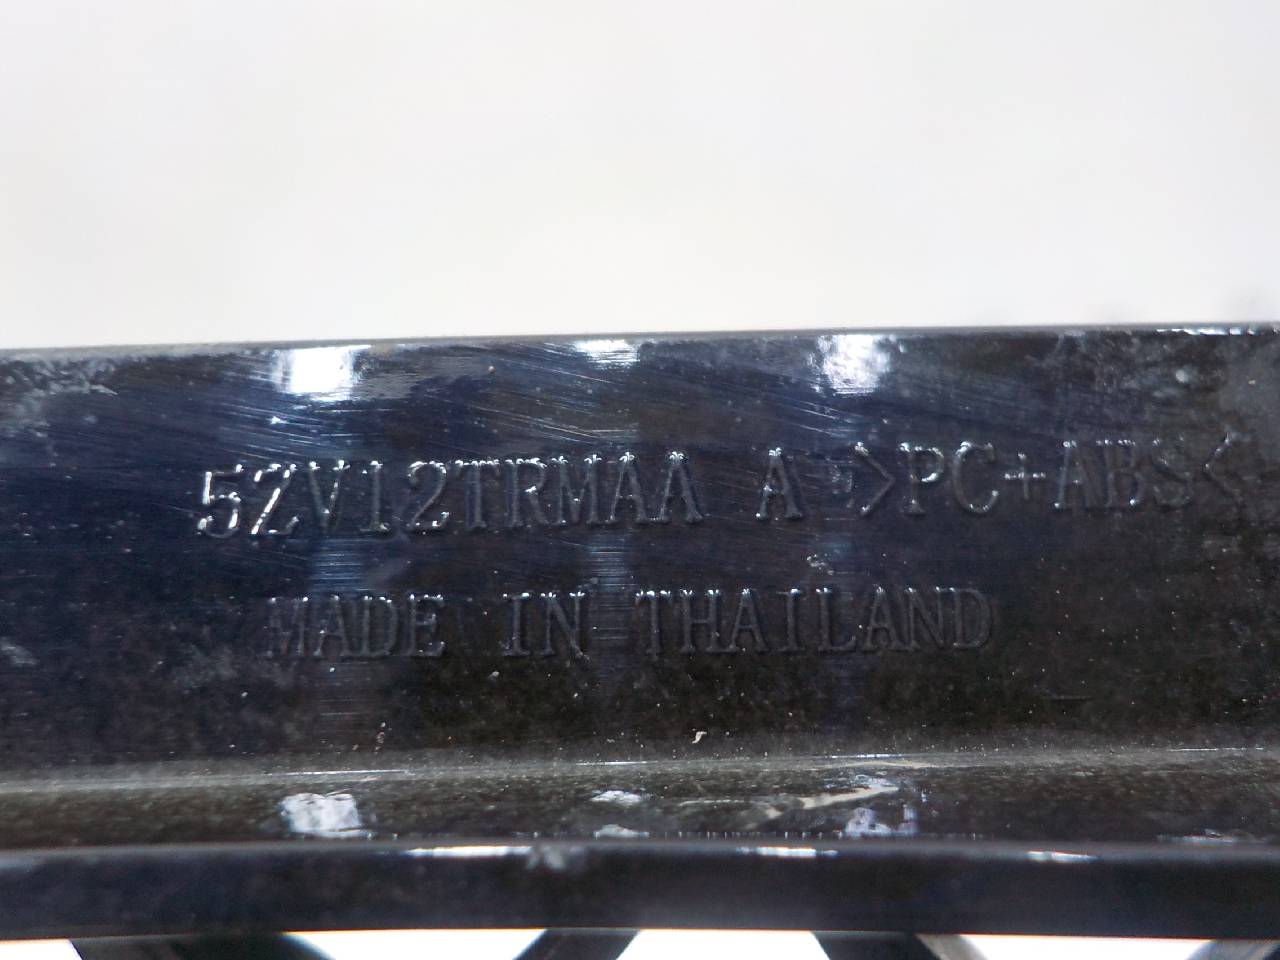 5ZV12TRMAA A >PC+ABS<
MADE IN THAILAND